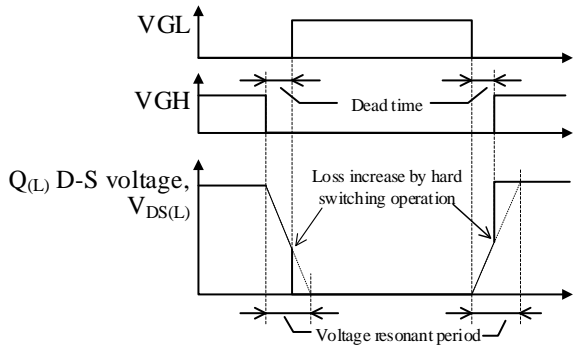 VGL
VGH
Dead time
Q(L) D-S voltage,
VDS(L)
Loss increase by hard
switching operation
Voltage resonant period